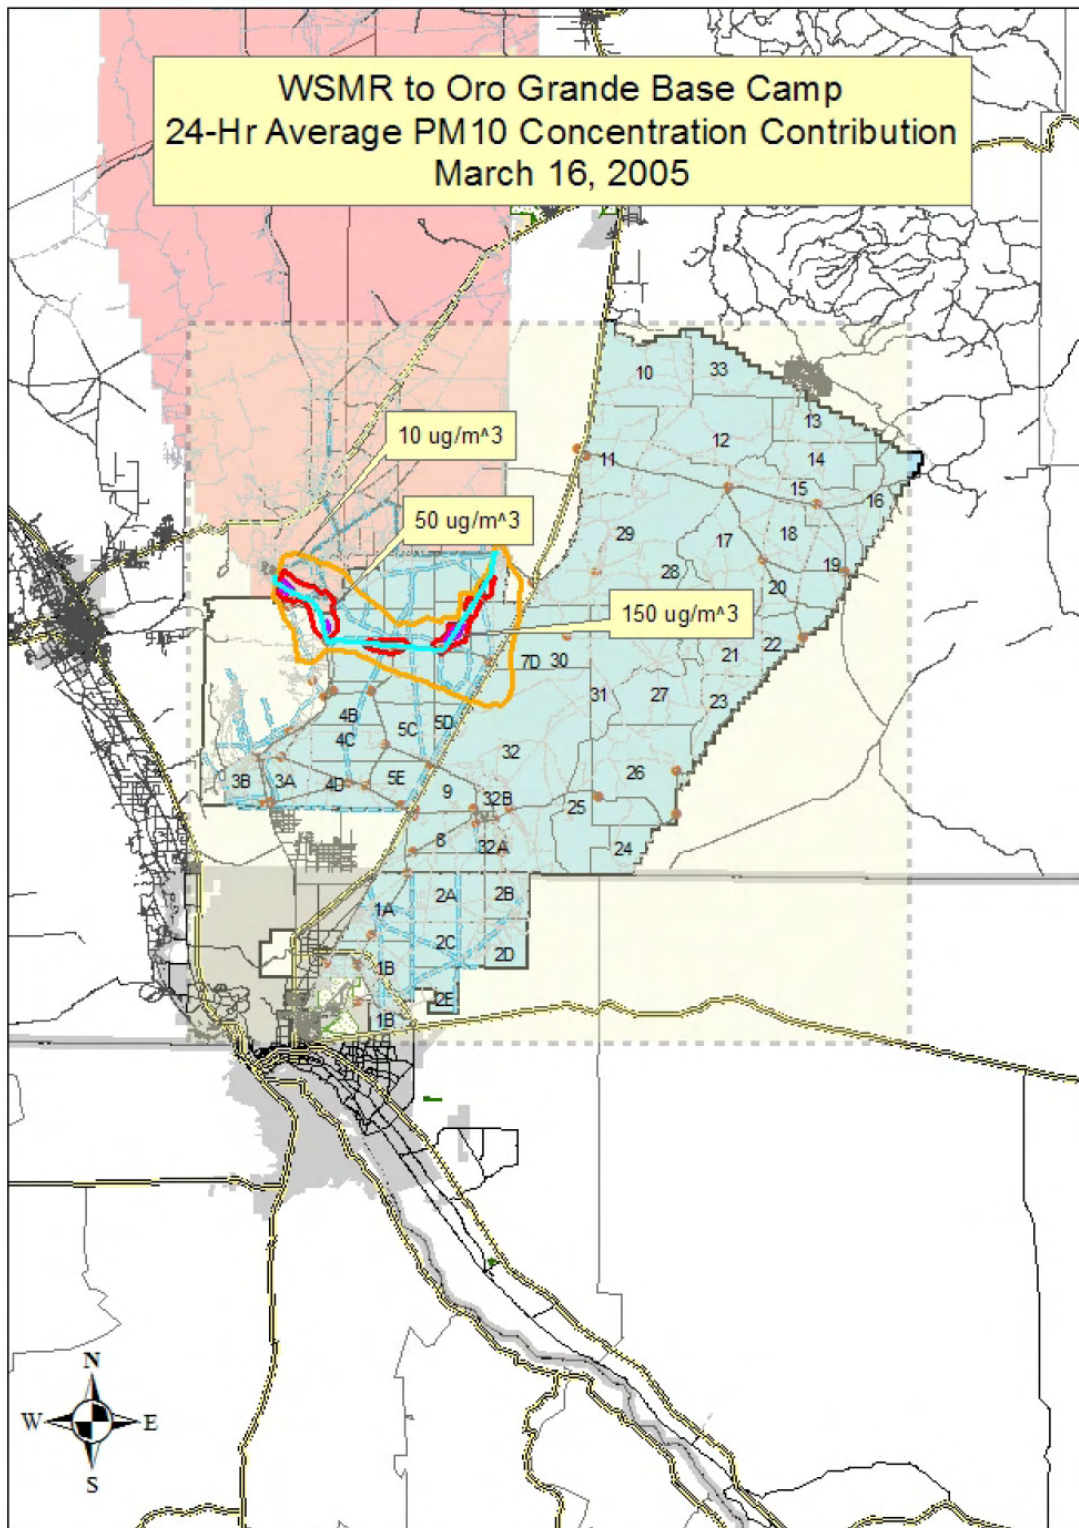 WSMR to Oro Grande Base Camp
24-Hr Average PM10 Concentration Contribution
March 16, 2005
10
33
13
10 ug/m^3
12
11
14
15
16
50 ug/m^3
29
17
18
28
19
20
150 ug/m^3
22
21
7D
30
31
27
23
4B
5C
5D
4C
32
26
3B
3A
4D
5E
9
32B
25
8
32A
24
2A
2B
1A
2C
2D
1B
2E
1B
N
W
E
S